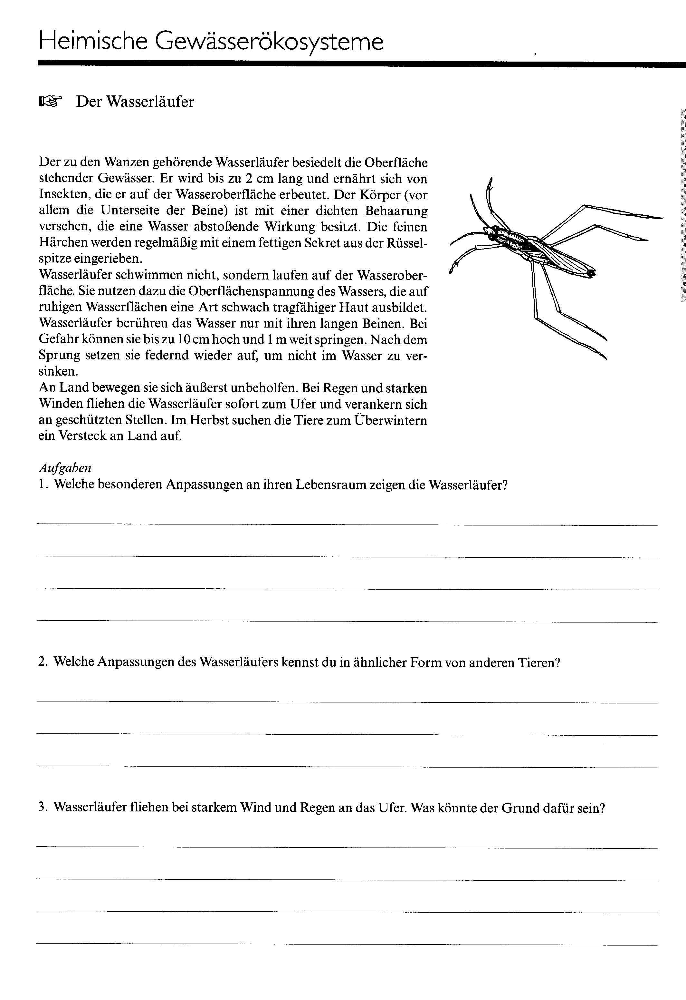 Heimische Gewässerökosysteme
☞ Der Wasserläufer
Der zu den Wanzen gehörende Wasserläufer besiedelt die Oberfläche
stehender Gewässer. Er wird bis zu 2 cm lang und ernährt sich von
Insekten, die er auf der Wasseroberfläche erbeutet. Der Körper (vor
allem die Unterseite der Beine) ist mit einer dichten Behaarung
versehen, die eine Wasser abstoßende Wirkung besitzt. Die feinen
Härchen werden regelmäßig mit einem fettigen Sekret aus der Rüssel-
spitze eingerieben.
Wasserläufer schwimmen nicht, sondern laufen auf der Wasserober-
fläche. Sie nutzen dazu die Oberflächenspannung des Wassers, die auf
ruhigen Wasserflächen eine Art schwach tragfähiger Haut ausbildet.
Wasserläufer berühren das Wasser nur mit ihren langen Beinen. Bei
Gefahr können sie bis zu 10 cm hoch und 1 m weit springen. Nach dem
Sprung setzen sie federnd wieder auf, um nicht im Wasser zu ver-
sinken.
An Land bewegen sie sich äußerst unbeholfen. Bei Regen und starken
Winden fliehen die Wasserläufer sofort zum Ufer und verankern sich
an geschützten Stellen. Im Herbst suchen die Tiere zum Überwintern
ein Versteck an Land auf.
Aufgaben
1. Welche besonderen Anpassungen an ihren Lebensraum zeigen die Wasserläufer?
2. Welche Anpassungen des Wasserläufers kennst du in ähnlicher Form von anderen Tieren?
3. Wasserläufer fliehen bei starkem Wind und Regen an das Ufer. Was könnte der Grund dafür sein?